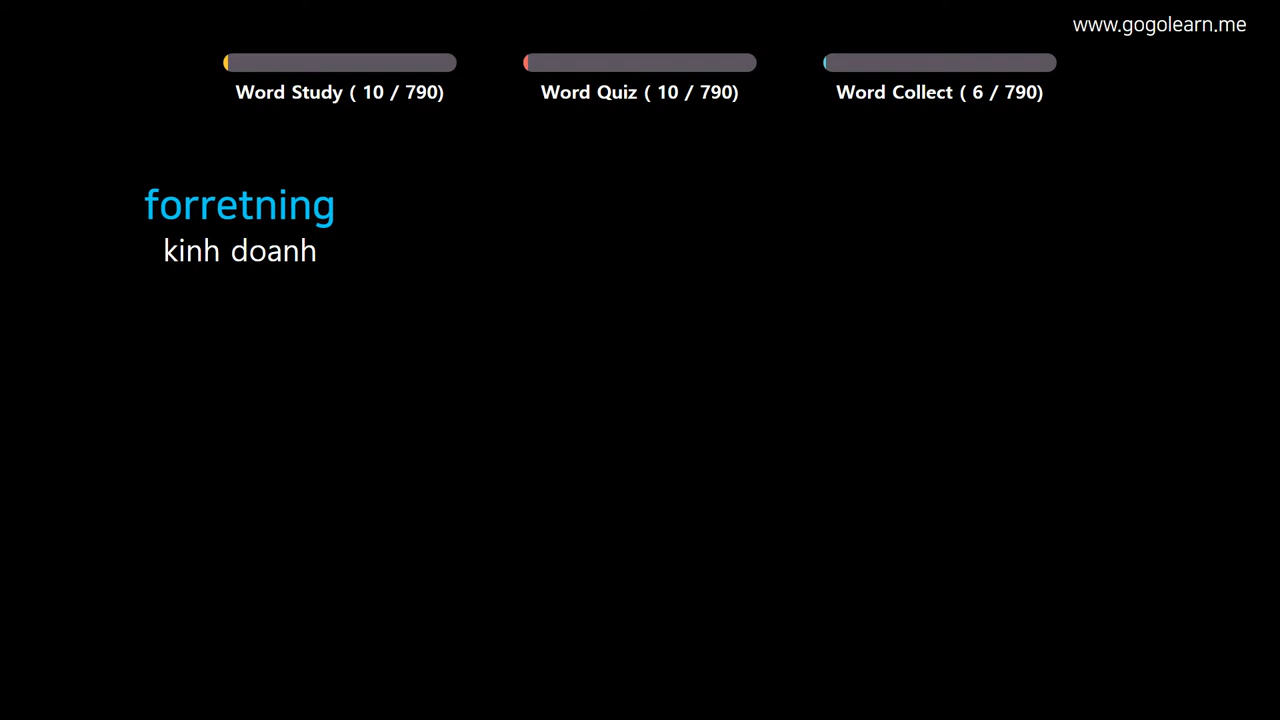 www.gogolearn.me
Word Study ( 10 / 790)
Word Quiz ( 10 / 790)
Word Collect ( 6 / 790)
forretning
kinh doanh